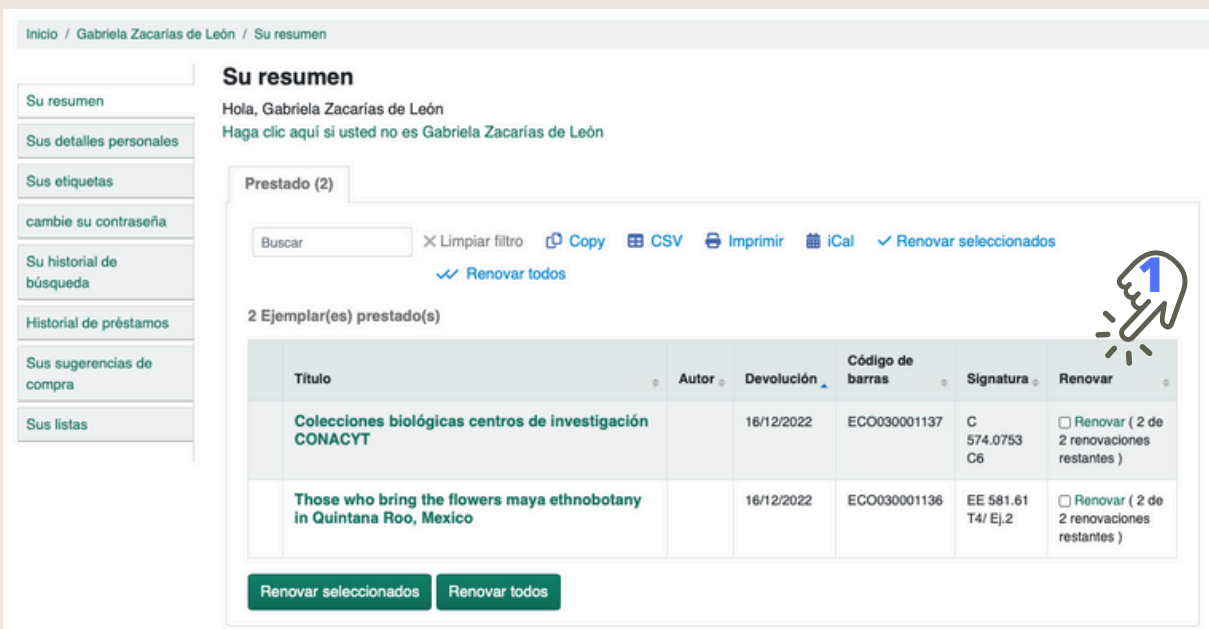 Inicio / Gabriela Zacarías de León / Su resumen
Su resumen
Sus detalles personales
Sus etiquetas
cambie su contraseña
Su historial de
búsqueda
Historial de préstamos
Sus sugerencias de
compra
Sus listas
Su resumen
Hola, Gabriela Zacarías de León
Haga clic aquí si usted no es Gabriela Zacarías de León
Prestado (2)
Buscar Limpiar filtro Copy CSV Imprimir iCal Renovar seleccionados
Renovar todos
1
2 Ejemplar(es) prestado(s)
Título Autor Devolución Código de barras Signatura Renovar
Colecciones biológicas centros de investigación 16/12/2022 ECO030001137 C Renovar ( 2 de
CONACYT 574.0753 2 renovaciones
C6 restantes )
Those who bring the flowers maya ethnobotany 16/12/2022 ECO030001136 EE 581.61 Renovar ( 2 de
in Quintana Roo, Mexico T4/ Ej.2 2 renovaciones
restantes )
Renovar seleccionados Renovar todos